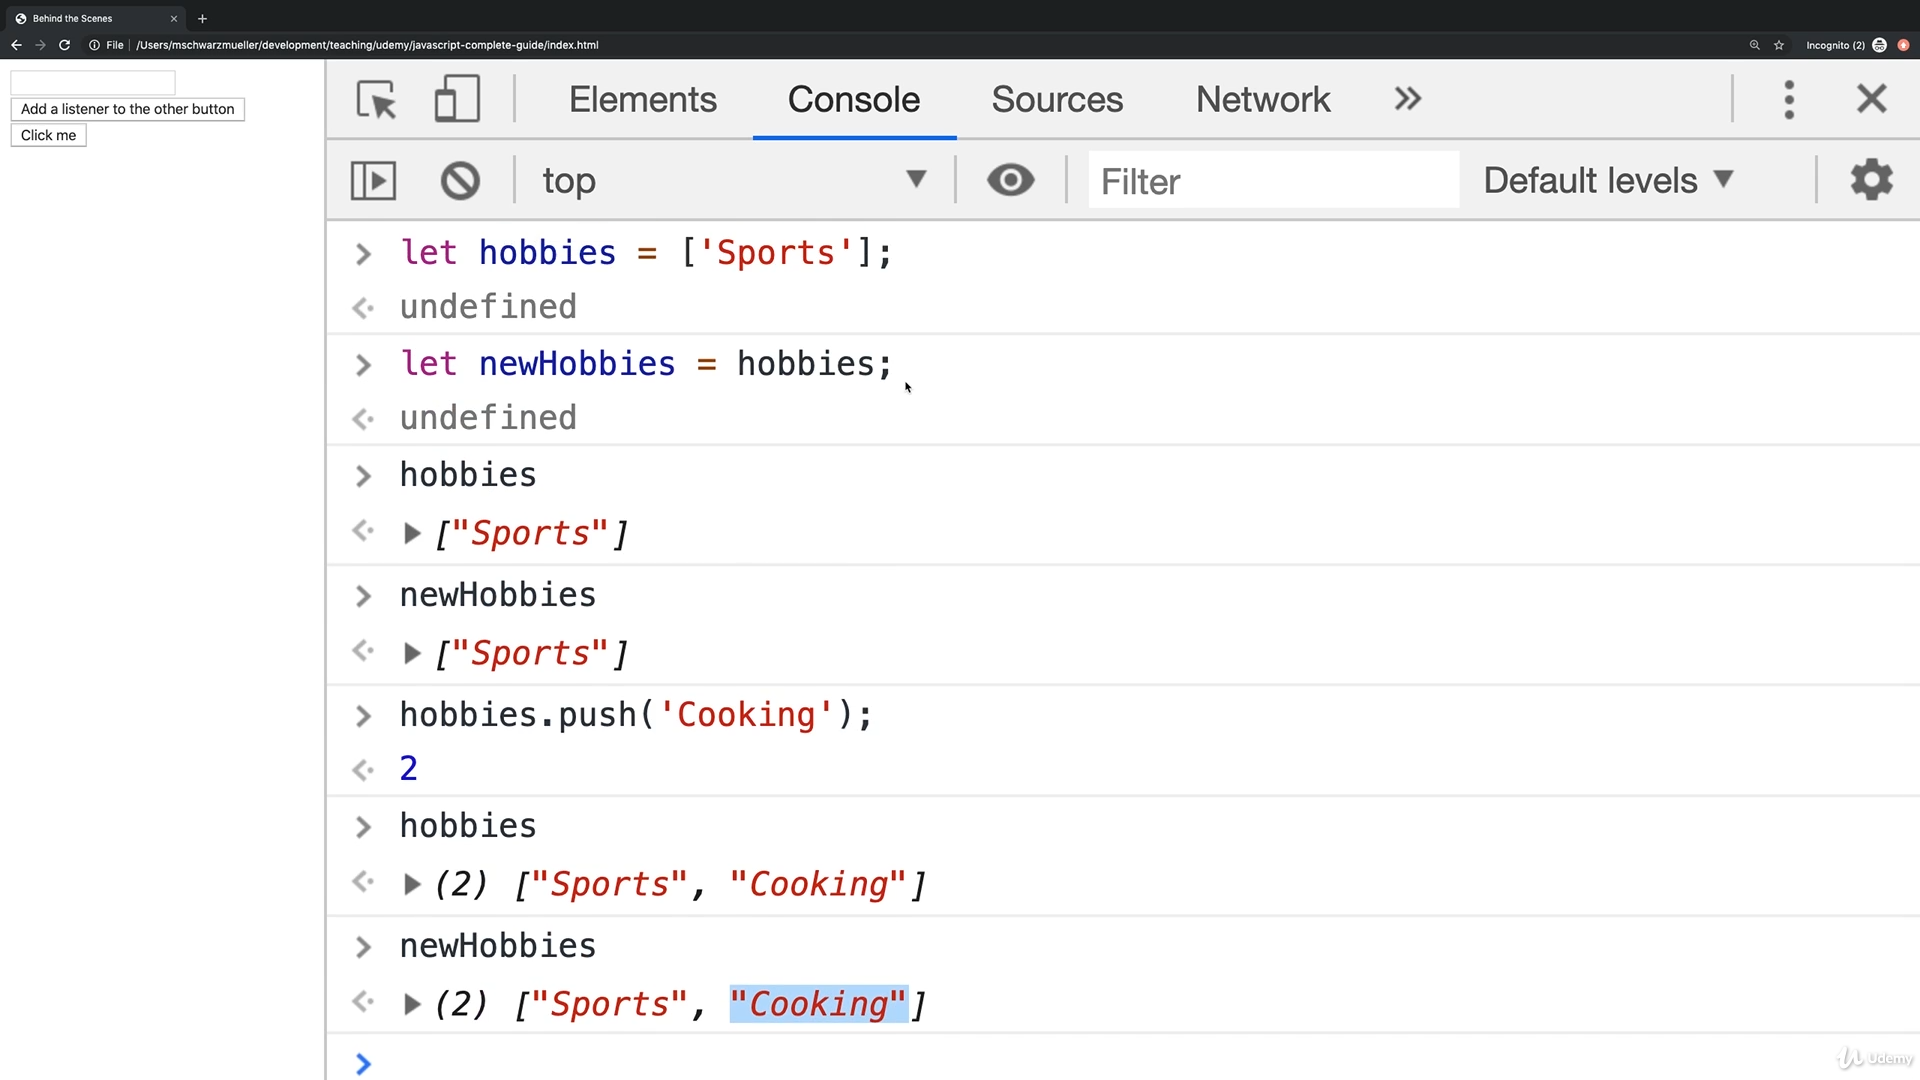 Behind the Scenes
File /Users/mschwarzmueller/development/teaching/udemy/javascript-complete-guide/index.html
Incognito (2)
Add a listener to the other button
Click me
Elements Console Sources Network
top Filter Default levels
let hobbies = ['Sports'];
undefined
let newHobbies = hobbies;
undefined
hobbies
["Sports"]
newHobbies
["Sports"]
hobbies.push('Cooking');
2
hobbies
(2) ["Sports", "Cooking"]
newHobbies
(2) ["Sports", "Cooking"]
Udemy